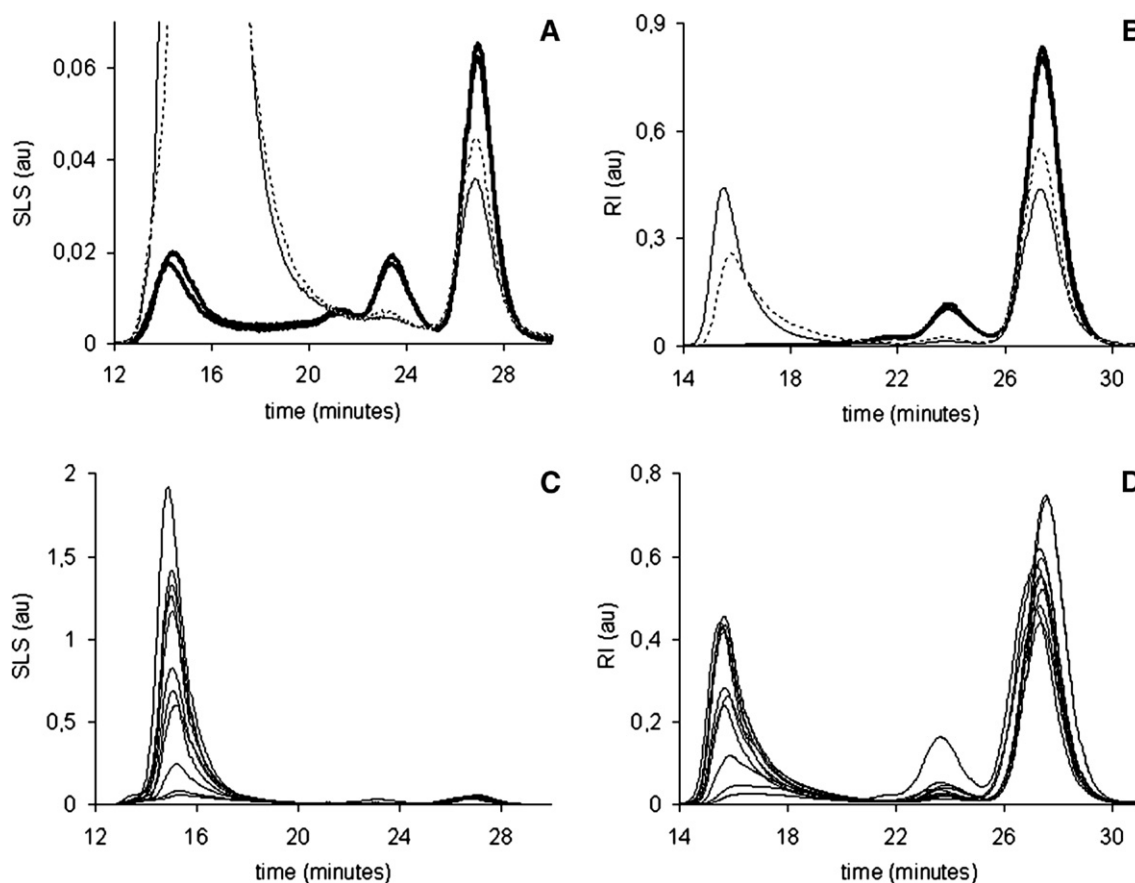 A
B
0,06
0,04
0,02
0
SLS (au)
12 16 20 24 28
time (minutes)
0,9
0,6
0,3
0
RI (au)
14 18 22 26 30
time (minutes)
C
D
2
1,5
1
0,5
0
SLS (au)
12 16 20 24 28
time (minutes)
0,8
0,6
0,4
0,2
0
RI (au)
14 18 22 26 30
time (minutes)